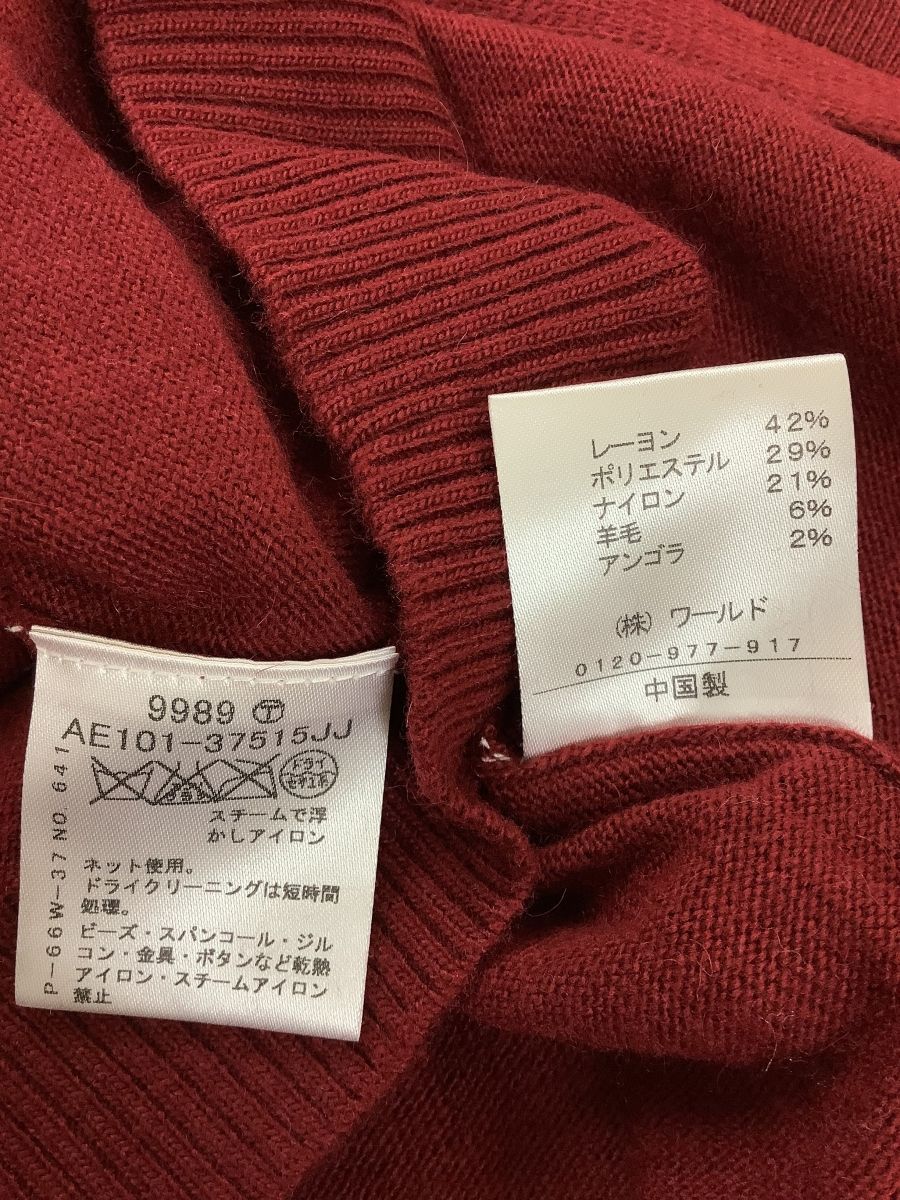 レーヨン 42%
ポリエステル 29%
ナイロン 21%
羊毛 6%
アンゴラ 2%
(株) ワールド
0120-977-917
中国製
9989
AE101-37515JJ
ドライ
セキユ系
スチームで浮
かしアイロン
ネット使用。
ドライクリーニングは短時間
処理。
ビーズ・スパンコール・ジル
コン・金具・ボタンなど乾熱
アイロン・スチームアイロン
禁止
P-66W-37 NO. 641